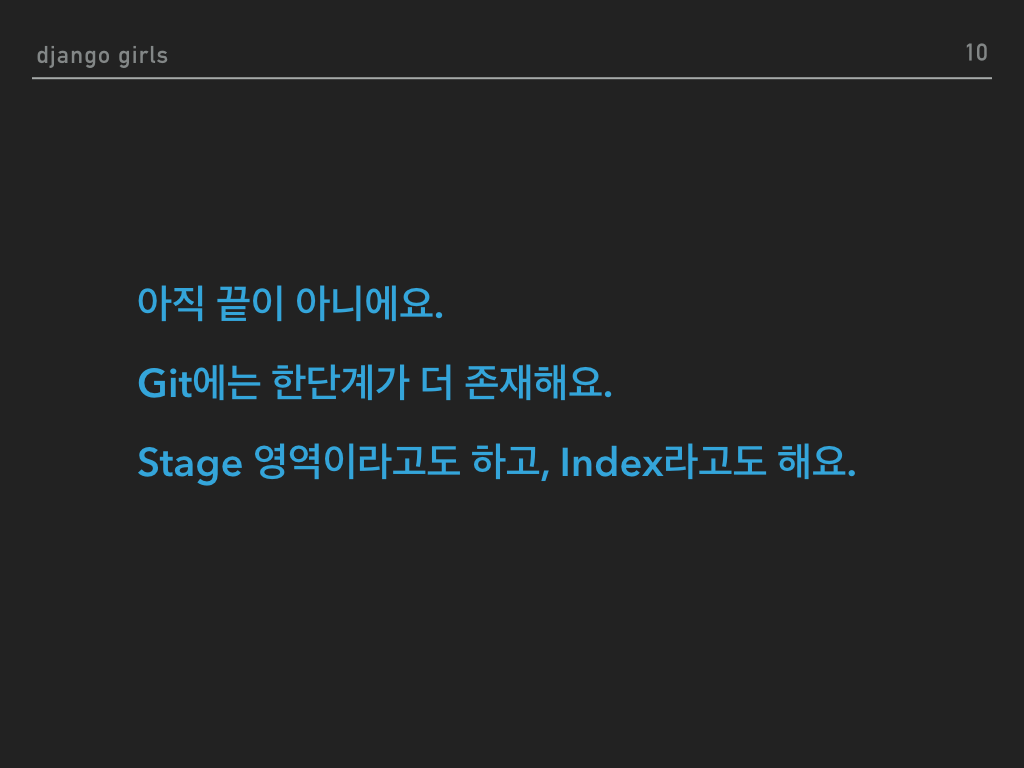 django girls
10
아직 끝이 아니에요.
Git에는 한단계가 더 존재해요.
Stage 영역이라고도 하고, Index라고도 해요.